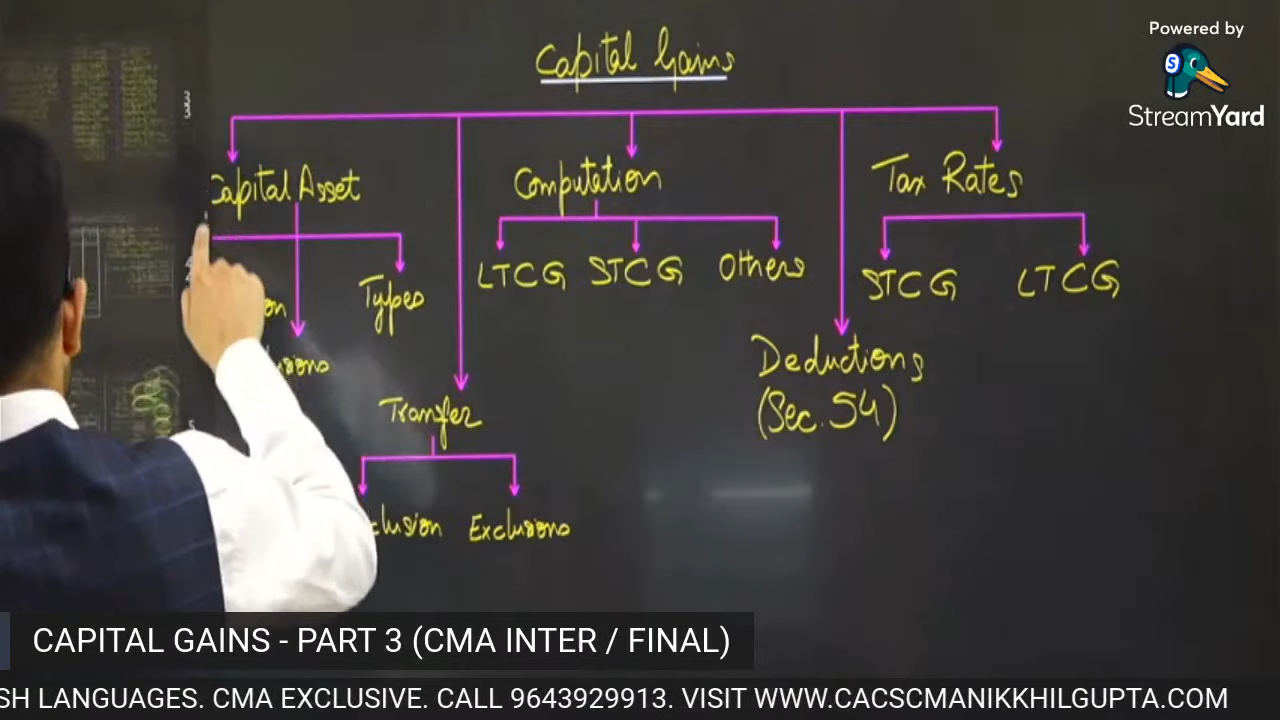 Powered by
StreamYard
Capital Gains
Capital Asset
Computation
Tax Rates
LTCG STCG Others
STCG LTCG
Types
Deductions
(Sec. 54)
Transfer
Exclusions
CAPITAL GAINS - PART 3 (CMA INTER / FINAL)
LANGUAGES. CMA EXCLUSIVE. CALL 9643929913. VISIT WWW.CACSCMANIKKHILGUPTA.COM